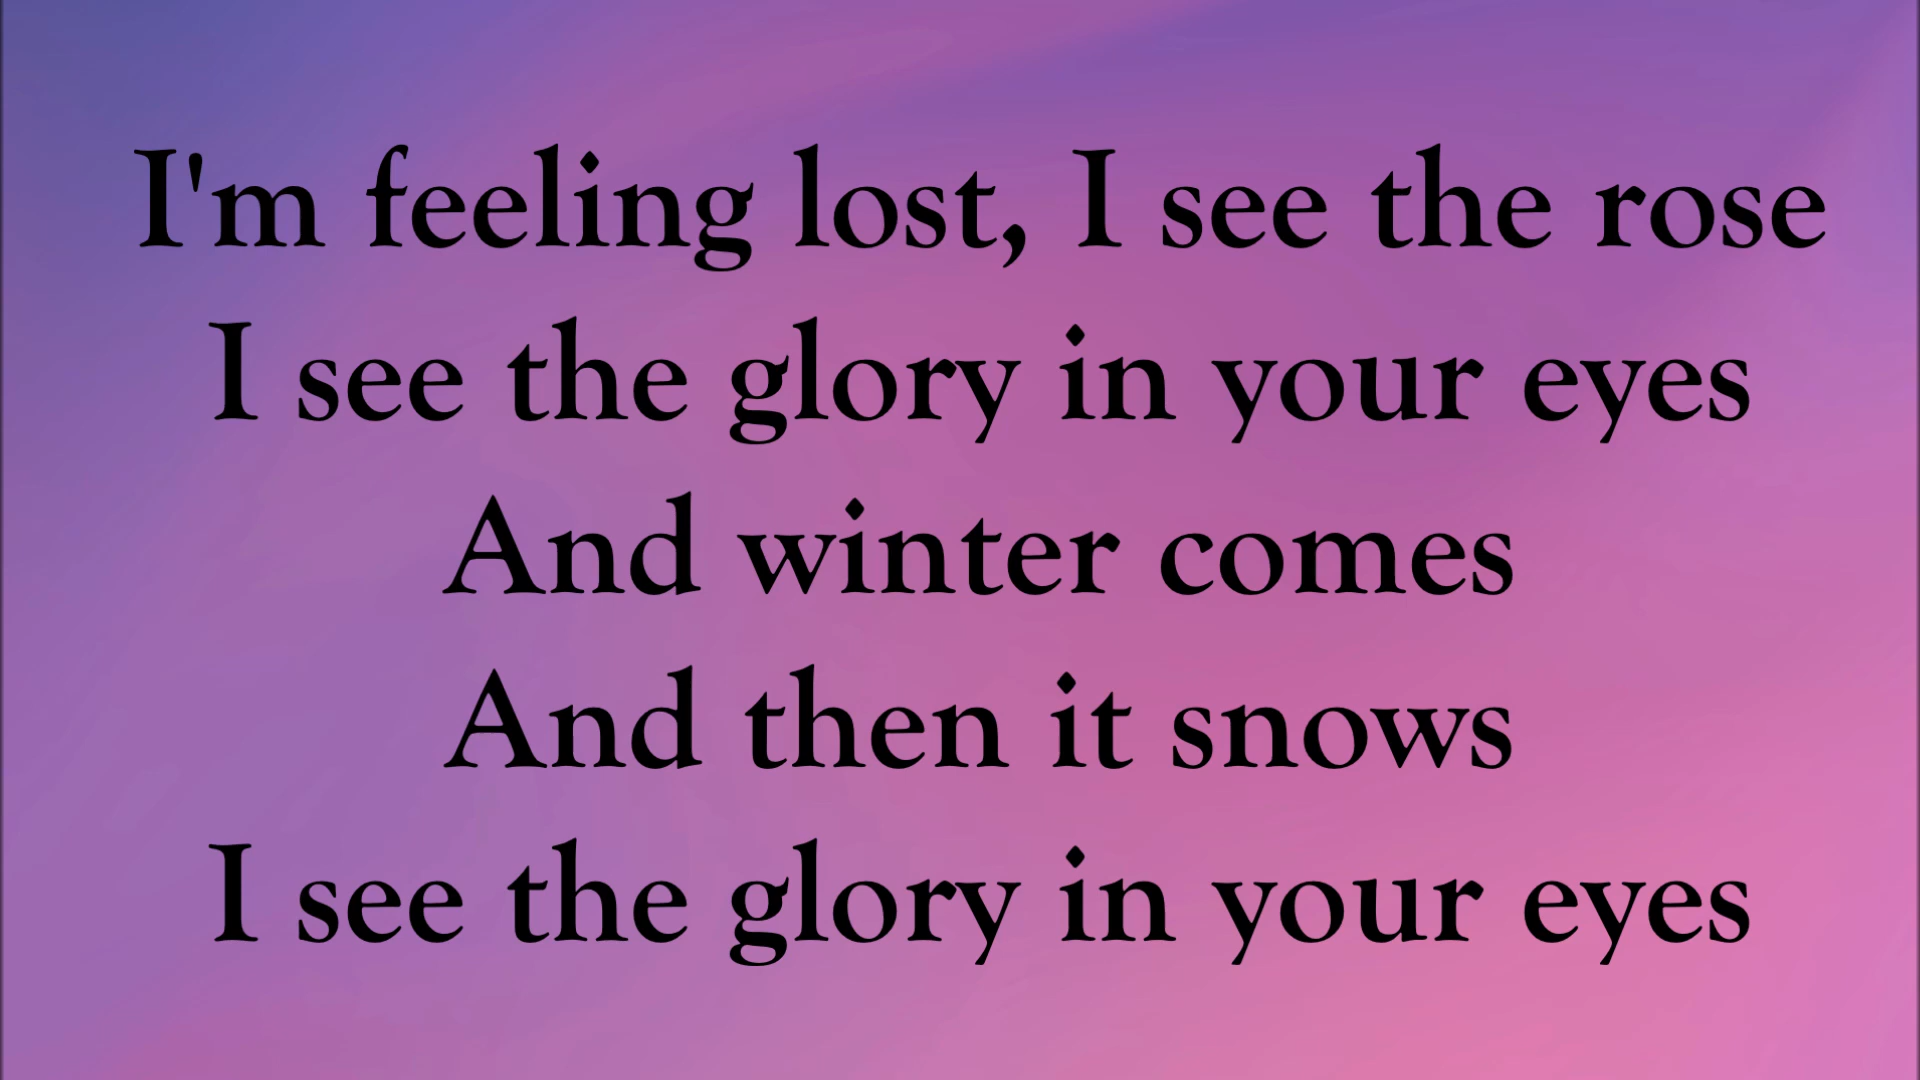 I'm feeling lost, I see the rose
I see the glory in your eyes
And winter comes
And then it snows
I see the glory in your eyes